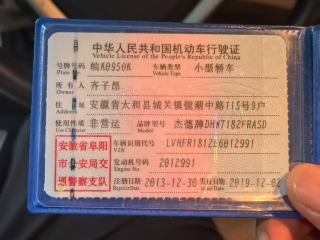 中华人民共和国机动车行驶证
Vehicle License of the People's Republic of China
号牌号码 皖K0950K 车辆类型 小型轿车
Plate No. Vehicle Type
所有人 齐子昂
Owner
住址 安徽省太和县城关镇镜湖中路115号9户
Address
使用性质 非营运 品牌型号 杰德牌DHW7182FRASD
Use Character Model
安徽省阜阳 车辆识别代号 LVHFR1812E6012991
VIN
市公安局交 发动机号码 2012991
Engine No.
通警察支队 注册日期 2013-12-30 发证日期 2019-12-02
Register Date Issue Date